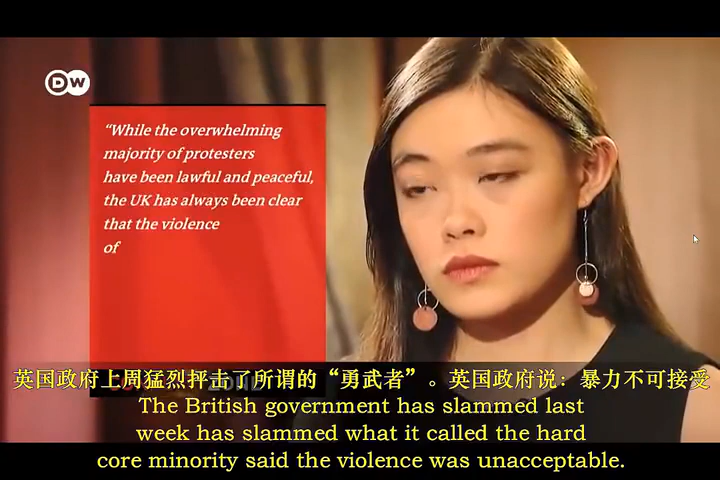 DW
“While the overwhelming
majority of protesters
have been lawful and peaceful,
the UK has always been clear
that the violence
of
英国政府上周猛烈抨击了所谓的“勇武者”。英国政府说：暴力不可接受
The British government has slammed last
week has slammed what it called the hard
core minority said the violence was unacceptable.